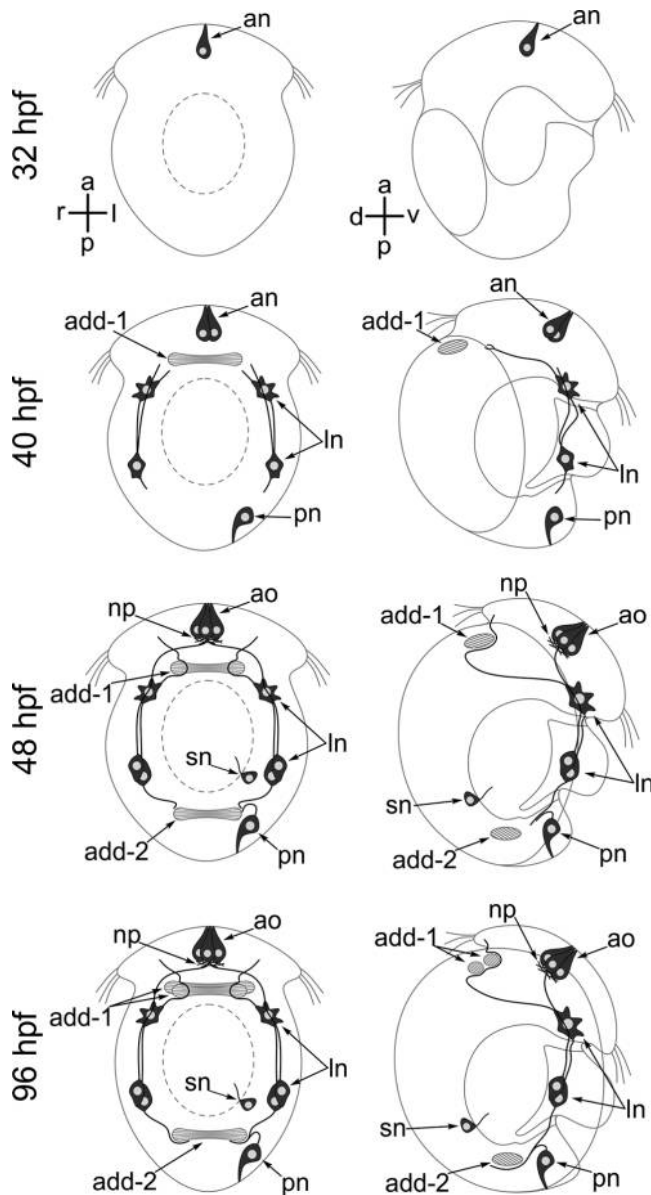 32 hpf
an
an
a
r l
p
a
d v
p
40 hpf
an
add-1
ln
pn
an
add-1
ln
pn
48 hpf
np
ao
add-1
ln
sn
add-2
pn
np
add-1
ao
ln
sn
add-2
pn
96 hpf
np
ao
add-1
ln
sn
add-2
pn
np
add-1
ao
ln
sn
add-2
pn